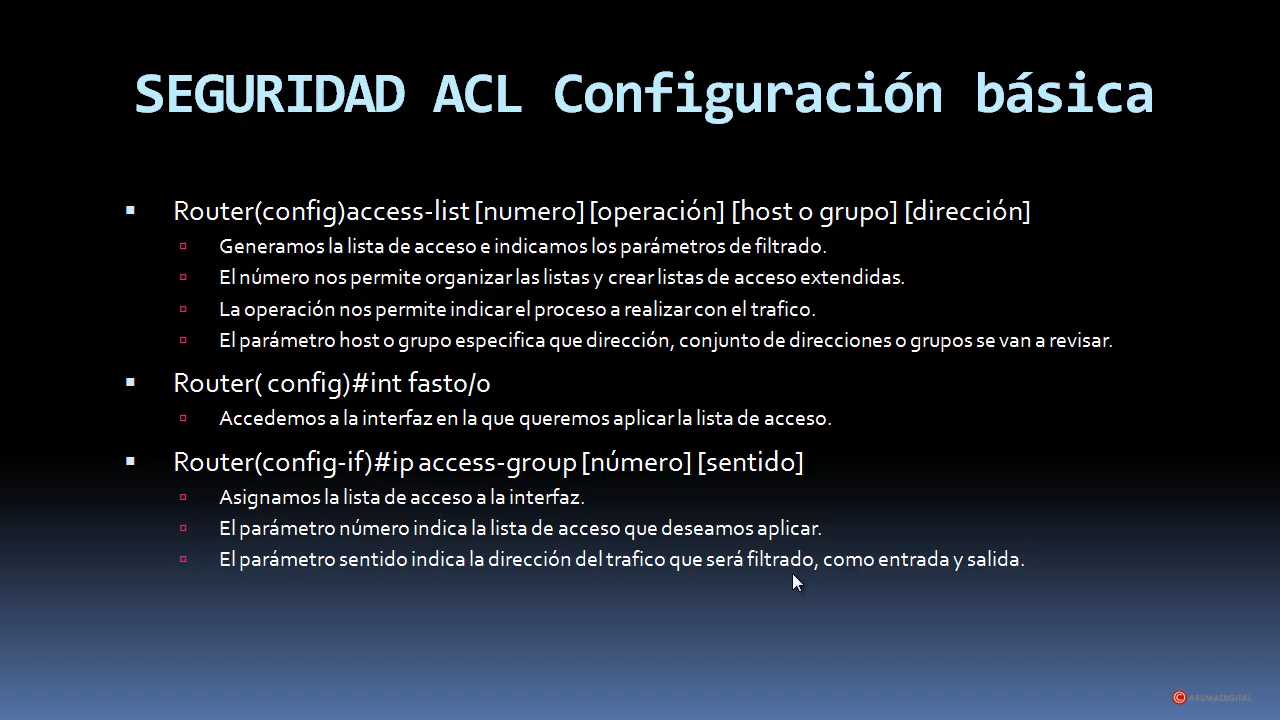 SEGURIDAD ACL Configuración básica
Router(config)access-list [numero] [operación] [host o grupo] [dirección]
Generamos la lista de acceso e indicamos los parámetros de filtrado.
El número nos permite organizar las listas y crear listas de acceso extendidas.
La operación nos permite indicar el proceso a realizar con el trafico.
El parámetro host o grupo especifica que dirección, conjunto de direcciones o grupos se van a revisar.
Router( config)#int fast0/0
Accedemos a la interfaz en la que queremos aplicar la lista de acceso.
Router(config-if)#ip access-group [número] [sentido]
Asignamos la lista de acceso a la interfaz.
El parámetro número indica la lista de acceso que deseamos aplicar.
El parámetro sentido indica la dirección del trafico que será filtrado, como entrada y salida.
© ARUMADIGITAL